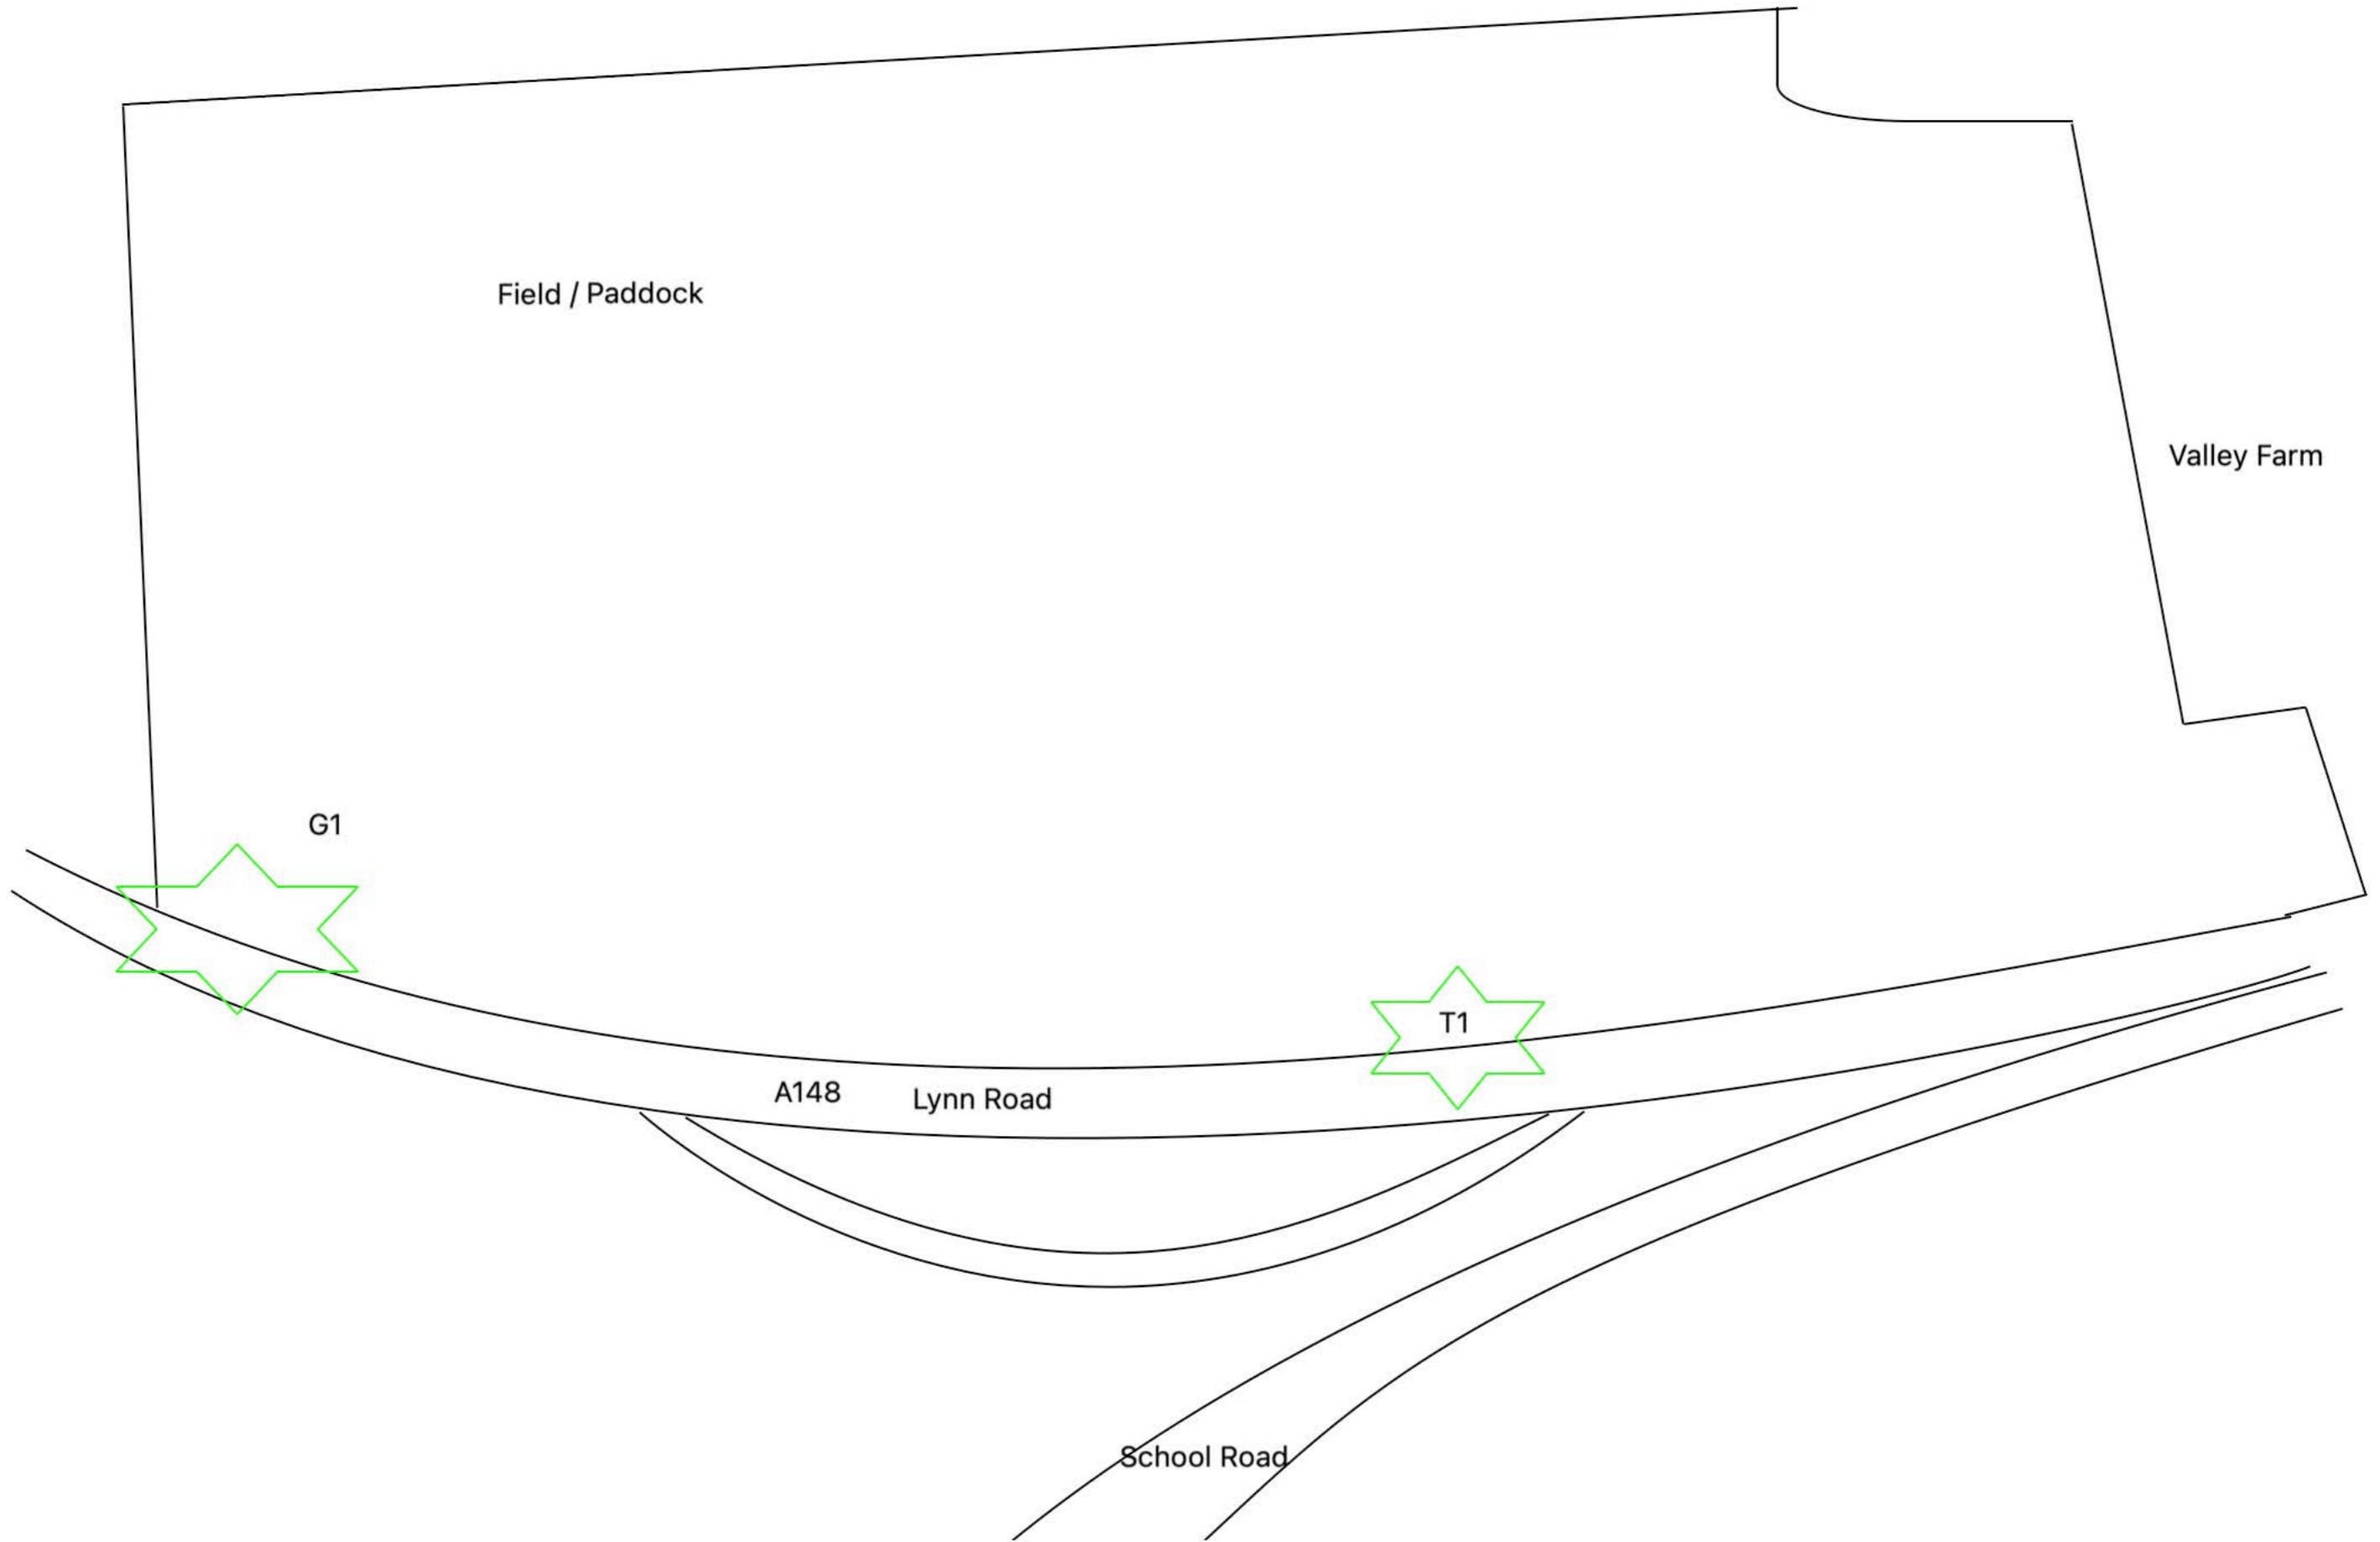 Field / Paddock
Valley Farm
G1
T1
A148 Lynn Road
School Road